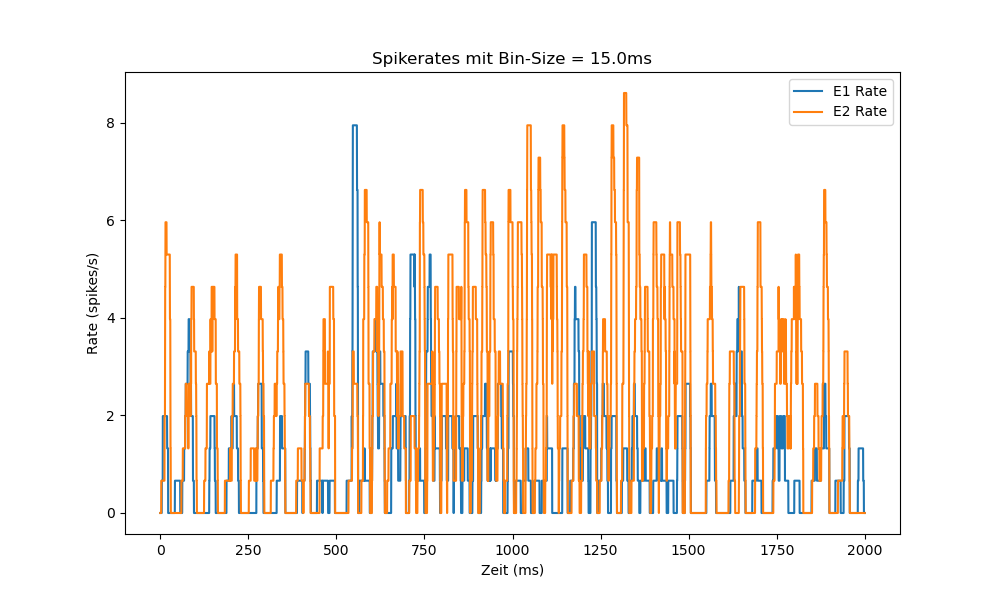 Spikerates mit Bin-Size = 15.0ms
E1 Rate
E2 Rate
Rate (spikes/s)
8
6
4
2
0
0 250 500 750 1000 1250 1500 1750 2000
Zeit (ms)